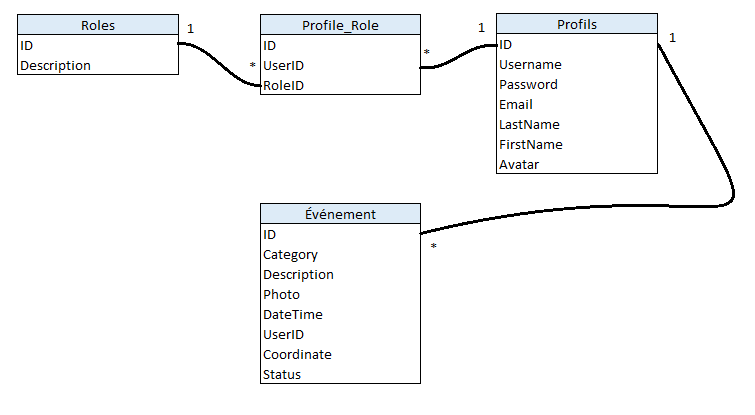 Roles
ID
Description
1
*
Profile_Role
ID
UserID
RoleID
*
1
Profils
ID
Username
Password
Email
LastName
FirstName
Avatar
1
Événement
ID
Category
Description
Photo
DateTime
UserID
Coordinate
Status
*